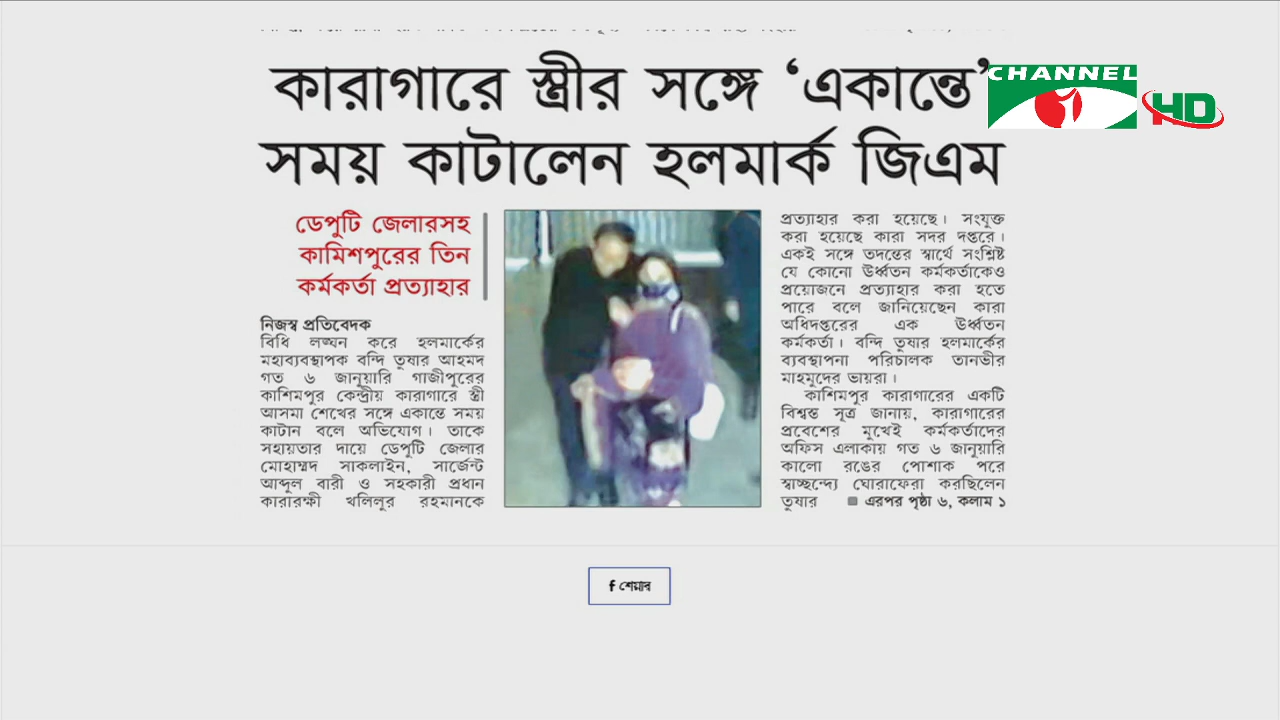 কারাগারে স্ত্রীর সঙ্গে ‘একান্তে’
সময় কাটালেন হলমার্ক জিএম
CHANNEL
i HD
ডেপুটি জেলারসহ
কামিশপুরের তিন
কর্মকর্তা প্রত্যাহার
নিজস্ব প্রতিবেদক
বিধি লঙ্ঘন করে হলমার্কের
মহাব্যবস্থাপক বন্দি তুষার আহমদ
গত ৬ জানুয়ারি গাজীপুরের
কাশিমপুর কেন্দ্রীয় কারাগারে স্ত্রী
আসমা শেখের সঙ্গে একান্তে সময়
কাটান বলে অভিযোগ। তাকে
সহায়তার দায়ে ডেপুটি জেলার
মোহাম্মদ সাকলাইন, সার্জেন্ট
আব্দুল বারী ও সহকারী প্রধান
কারারক্ষী খলিলুর রহমানকে
প্রত্যাহার করা হয়েছে। সংযুক্ত
করা হয়েছে কারা সদর দপ্তরে।
একই সঙ্গে তদন্তের স্বার্থে সংশ্লিষ্ট
যে কোনো ঊর্ধ্বতন কর্মকর্তাকেও
প্রয়োজনে প্রত্যাহার করা হতে
পারে বলে জানিয়েছেন কারা
অধিদপ্তরের এক ঊর্ধ্বতন
কর্মকর্তা। বন্দি তুষার হলমার্কের
ব্যবস্থাপনা পরিচালক তানভীর
মাহমুদের ভায়রা।
কাশিমপুর কারাগারের একটি
বিশ্বস্ত সূত্র জানায়, কারাগারের
প্রবেশের মুখেই কর্মকর্তাদের
অফিস এলাকায় গত ৬ জানুয়ারি
কালো রঙের পোশাক পরে
স্বাচ্ছন্দ্যে ঘোরাফেরা করছিলেন
তুষার ■ এরপর পৃষ্ঠা ৬, কলাম ১
f শেয়ার